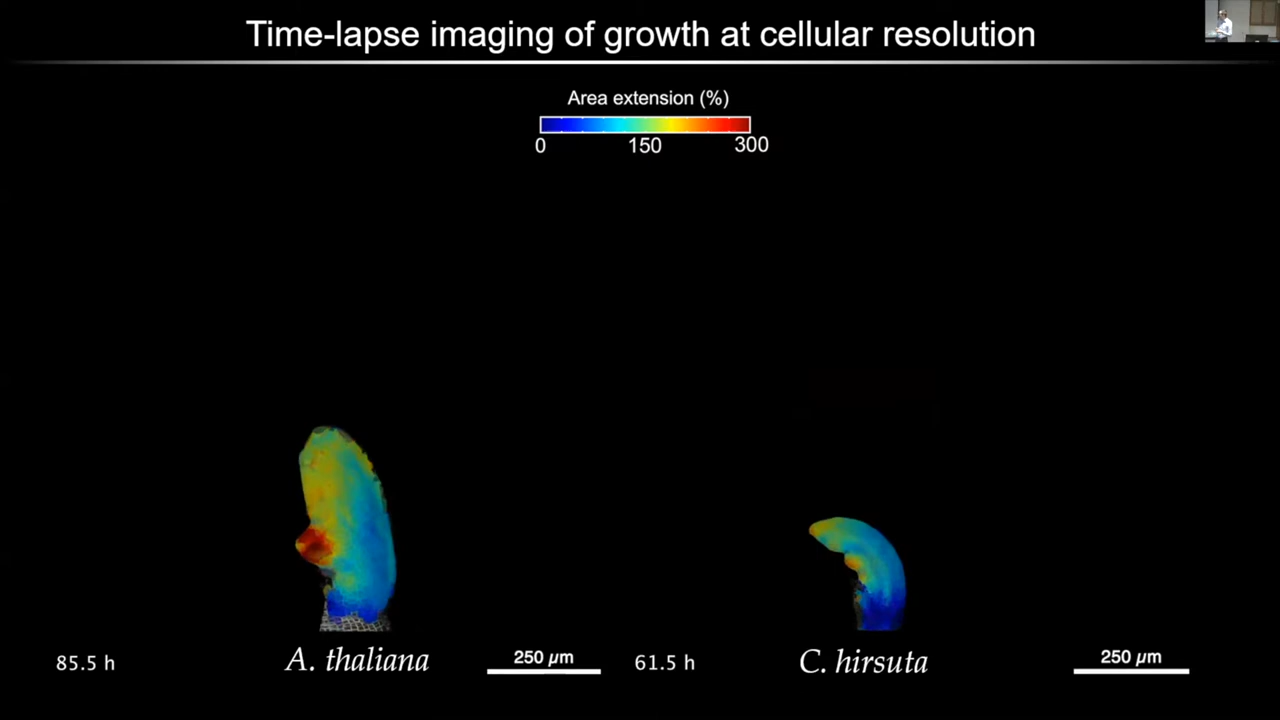 Time-lapse imaging of growth at cellular resolution
Area extension (%)
0 150 300
85.5 h
A. thaliana
250 µm
61.5 h
C. hirsuta
250 µm